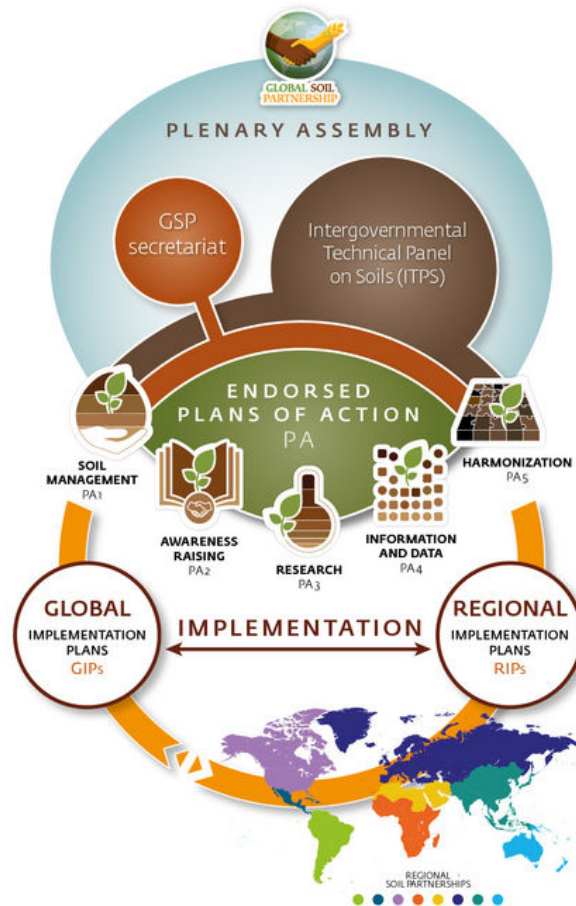 GLOBAL SOIL
PARTNERSHIP
PLENARY ASSEMBLY
GSP
secretariat
Intergovernmental
Technical Panel
on Soils (ITPS)
ENDORSED
PLANS OF ACTION
PA
SOIL
MANAGEMENT
PA1
AWARENESS
RAISING
PA2
RESEARCH
PA3
INFORMATION
AND DATA
PA4
HARMONIZATION
PA5
GLOBAL
IMPLEMENTATION
PLANS
GIPs
IMPLEMENTATION
REGIONAL
IMPLEMENTATION
PLANS
RIPs
REGIONAL
SOIL PARTNERSHIPS